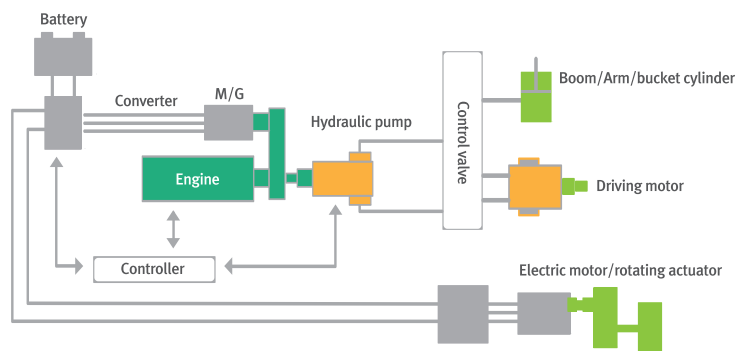 Battery
Converter
M/G
Hydraulic pump
Control valve
Boom/Arm/bucket cylinder
Engine
Driving motor
Controller
Electric motor/rotating actuator